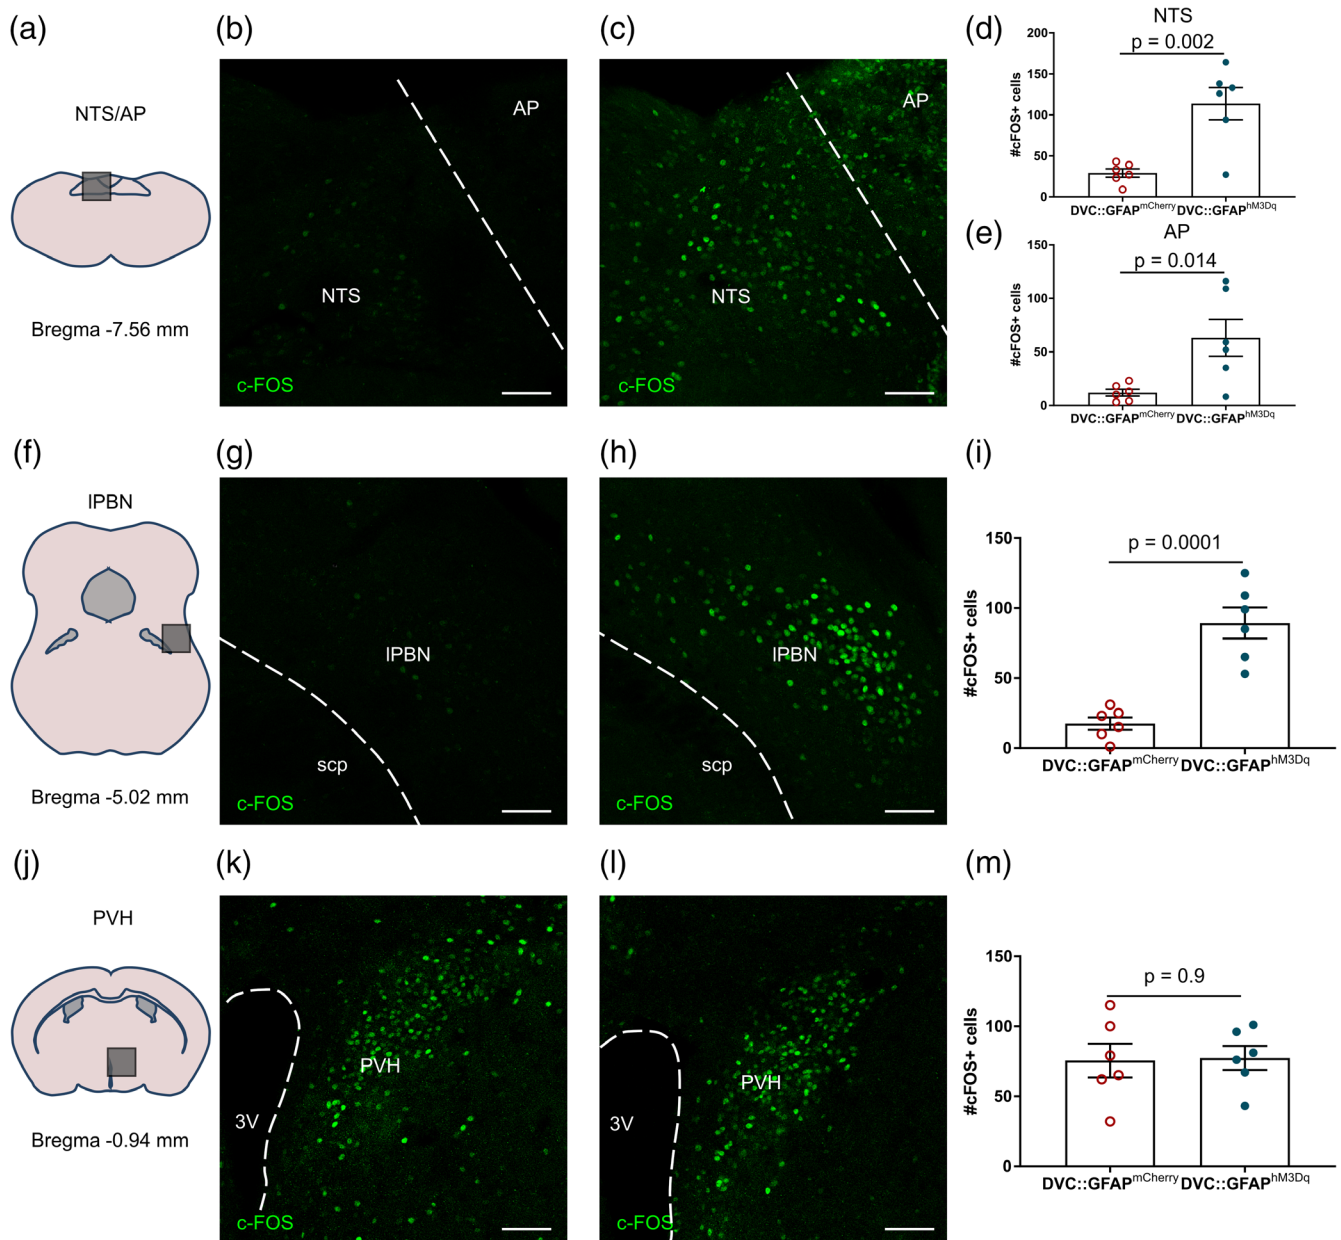 (a)
NTS/AP
Bregma -7.56 mm
(b)
AP
NTS
c-FOS
(c)
AP
NTS
(d)
NTS
p = 0.002
#cFOS+ cells
200
150
100
50
0
DVC::GFAPmCherry DVC::GFAPhM3Dq
(e)
AP
p = 0.014
#cFOS+ cells
150
100
50
0
DVC::GFAPmCherry DVC::GFAPhM3Dq
(f)
lPBN
Bregma -5.02 mm
(g)
lPBN
scp
c-FOS
(h)
lPBN
scp
c-FOS
(i)
p = 0.0001
#cFOS+ cells
150
100
50
0
DVC::GFAPmCherry DVC::GFAPhM3Dq
(j)
PVH
Bregma -0.94 mm
(k)
PVH
3V
c-FOS
(l)
PVH
3V
c-FOS
(m)
p = 0.9
#cFOS+ cells
150
100
50
0
DVC::GFAPmCherry DVC::GFAPhM3Dq